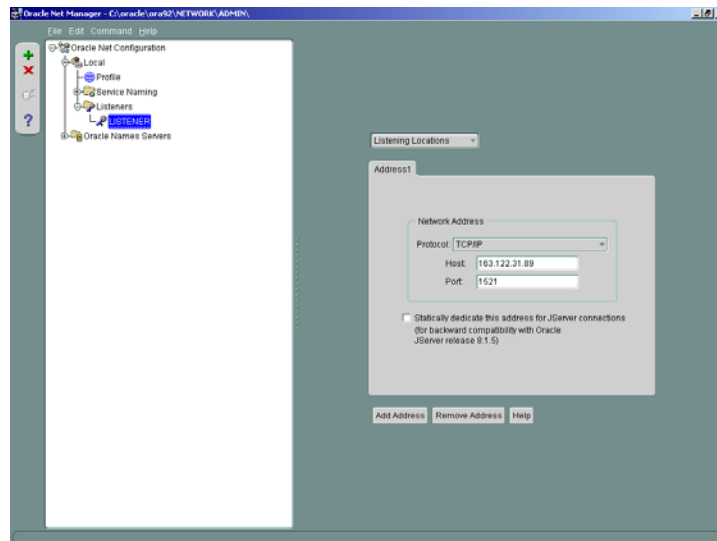 Oracle Net Manager - C:\oracle\ora92\NETWORK\ADMIN\
File Edit Command Help
Oracle Net Configuration
Local
Profile
Service Naming
Listeners
LISTENER
Oracle Names Servers
Listening Locations
Address1
Network Address
Protocol: TCP/IP
Host: 163.122.31.89
Port: 1521
Statically dedicate this address for JServer connections
(for backward compatibility with Oracle
JServer release 8.1.5)
Add Address Remove Address Help